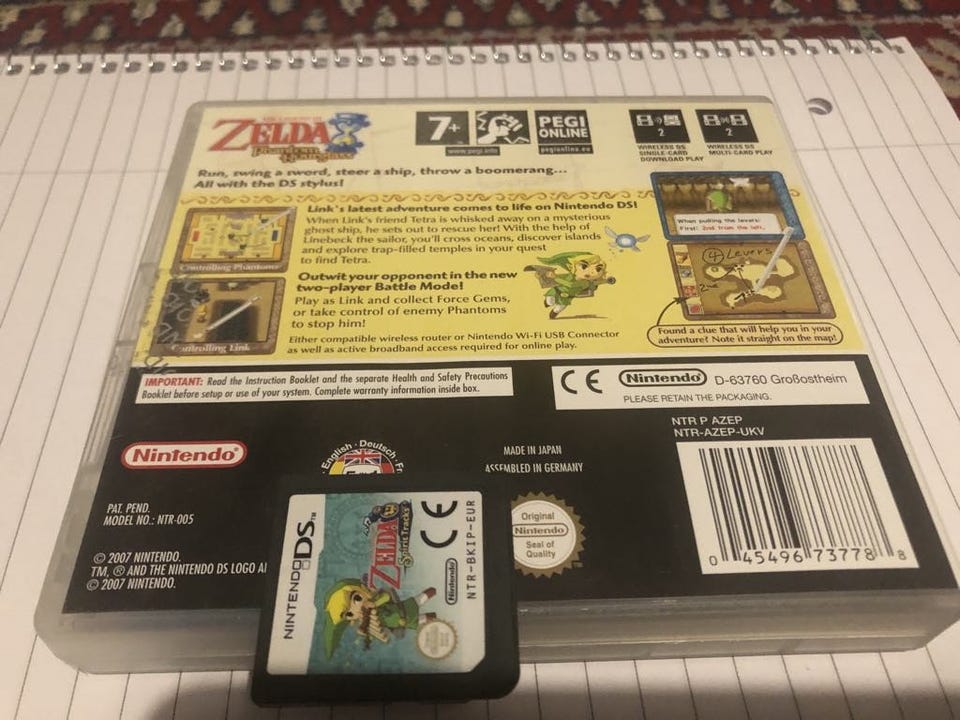 THE LEGEND OF
ZELDA
Phantom
Hourglass
7+
www.pegi.info
PEGI
ONLINE
pegionline.eu
2
WIRELESS DS
SINGLE-CARD
DOWNLOAD PLAY
2
WIRELESS DS
MULTI-CARD PLAY
Run, swing a sword, steer a ship, throw a boomerang...
All with the DS stylus!
Controlling Phantoms
Controlling Link
Link's latest adventure comes to life on Nintendo DS!
When Link's friend Tetra is whisked away on a mysterious
ghost ship, he sets out to rescue her! With the help of
Linebeck the sailor, you'll cross oceans, discover islands
and explore trap-filled temples in your quest
to find Tetra.
Outwit your opponent in the new
two-player Battle Mode!
Play as Link and collect Force Gems,
or take control of enemy Phantoms
to stop him!
Either compatible wireless router or Nintendo Wi-Fi USB Connector
as well as active broadband access required for online play.
When pulling the levers:
First: 2nd from the left,
4 Levers
2nd
Found a clue that will help you in your
adventure? Note it straight on the map!
IMPORTANT: Read the Instruction Booklet and the separate Health and Safety Precautions
Booklet before setup or use of your system. Complete warranty information inside box.
CE Nintendo D-63760 Großostheim
PLEASE RETAIN THE PACKAGING.
NTR P AZEP
NTR-AZEP-UKV
Nintendo
English · Deutsch · Fr
MADE IN JAPAN
ASSEMBLED IN GERMANY
PAT. PEND.
MODEL NO.: NTR-005
© 2007 NINTENDO.
TM, ® AND THE NINTENDO DS LOGO A
© 2007 NINTENDO.
Original
Nintendo
Seal of
Quality
0 45496 73778 8
NINTENDO DS™
ZELDA
Spirit Tracks
CE
Nintendo
NTR-BKIP-EUR